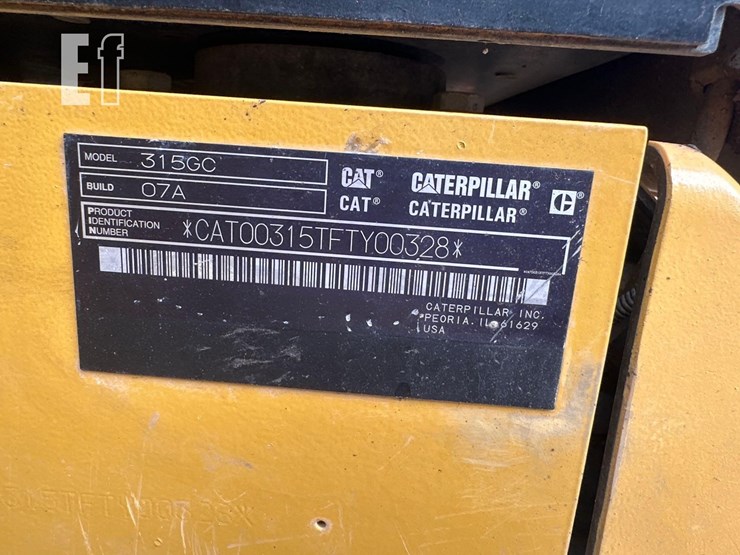 Ef
MODEL 315GC
BUILD 07A
CAT® CATERPILLAR®
CAT® CATERPILLAR®
PRODUCT
IDENTIFICATION
NUMBER
*CAT00315TFTY00328*
CATERPILLAR INC.
PEORIA. IL 61629
USA